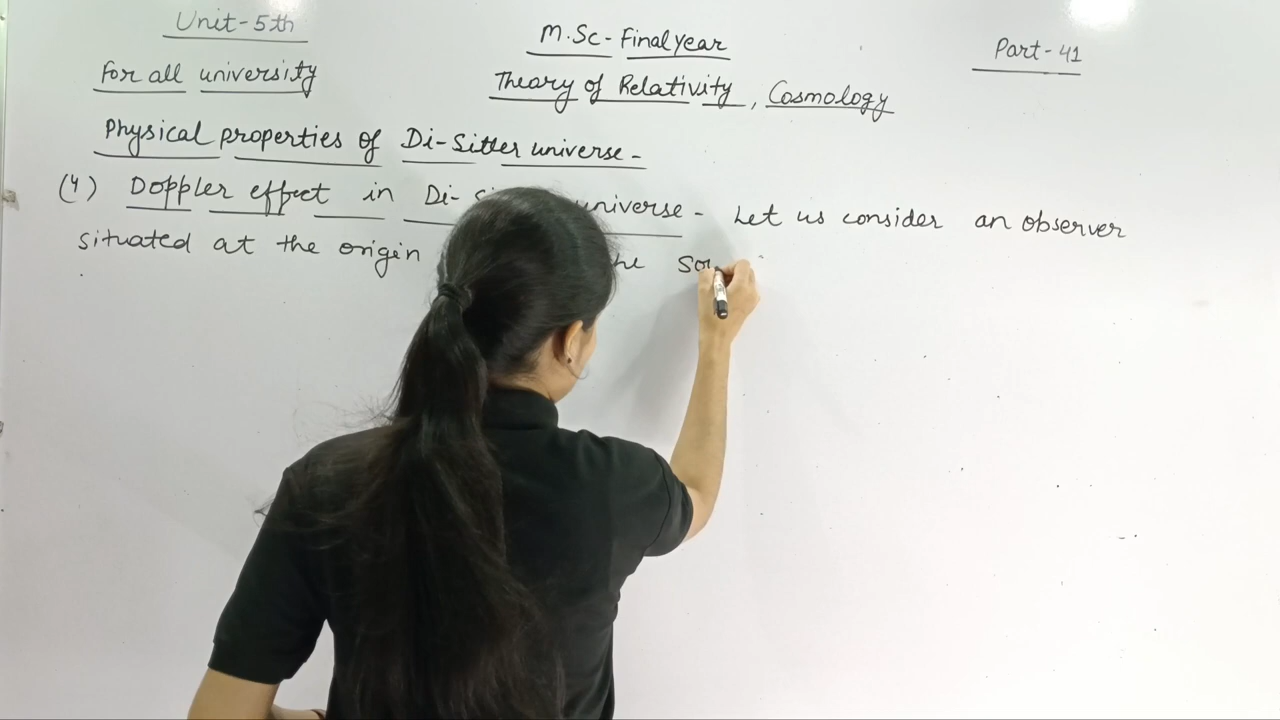 Unit-5th
M.Sc-Final year
Part-41
For all university
Theory of Relativity, Cosmology
Physical properties of Di-Sitter universe-
(4) Doppler effect in Di- universe- Let us consider an observer
situated at the origin